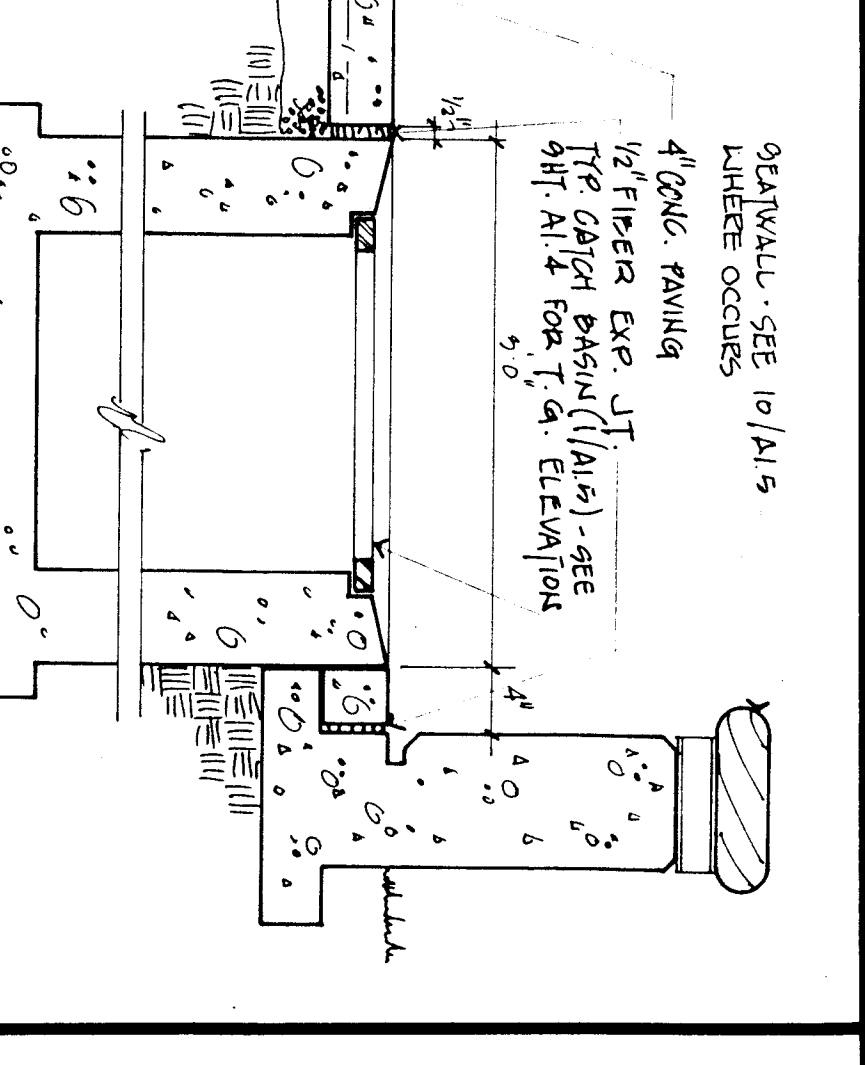 SEATWALL · SEE 10/A1.5
WHERE OCCURS
4" CONC. PAVING
1/2" FIBER EXP. JT.
TYP. CATCH BASIN (1/A1.5) - SEE
SHT. A1.4 FOR T.G. ELEVATION
3'-0"
1/2"
4"